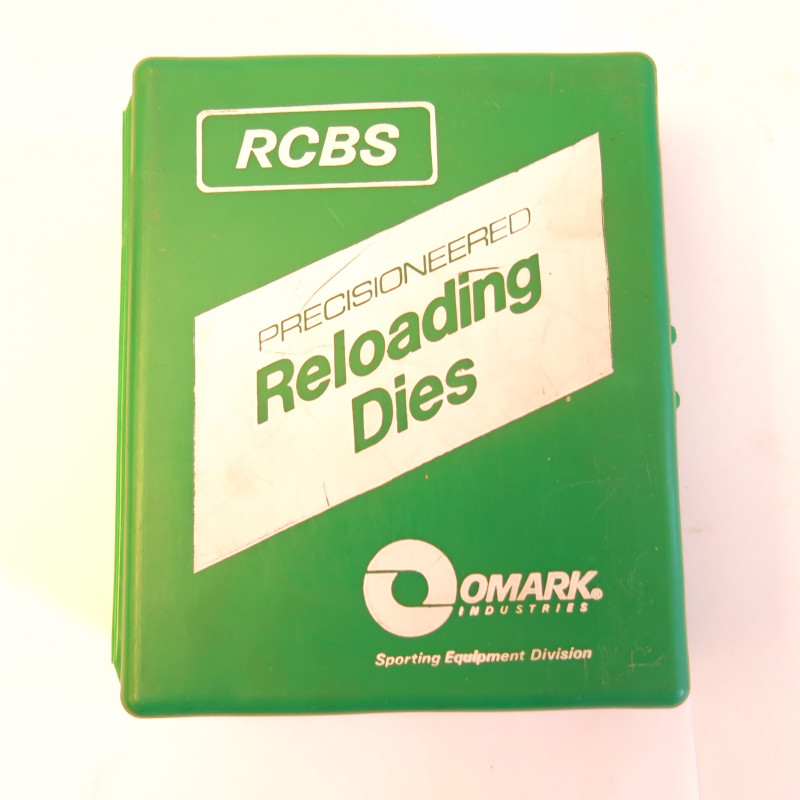 RCBS
PRECISIONEERED
Reloading
Dies
OMARK®
INDUSTRIES
Sporting Equipment Division